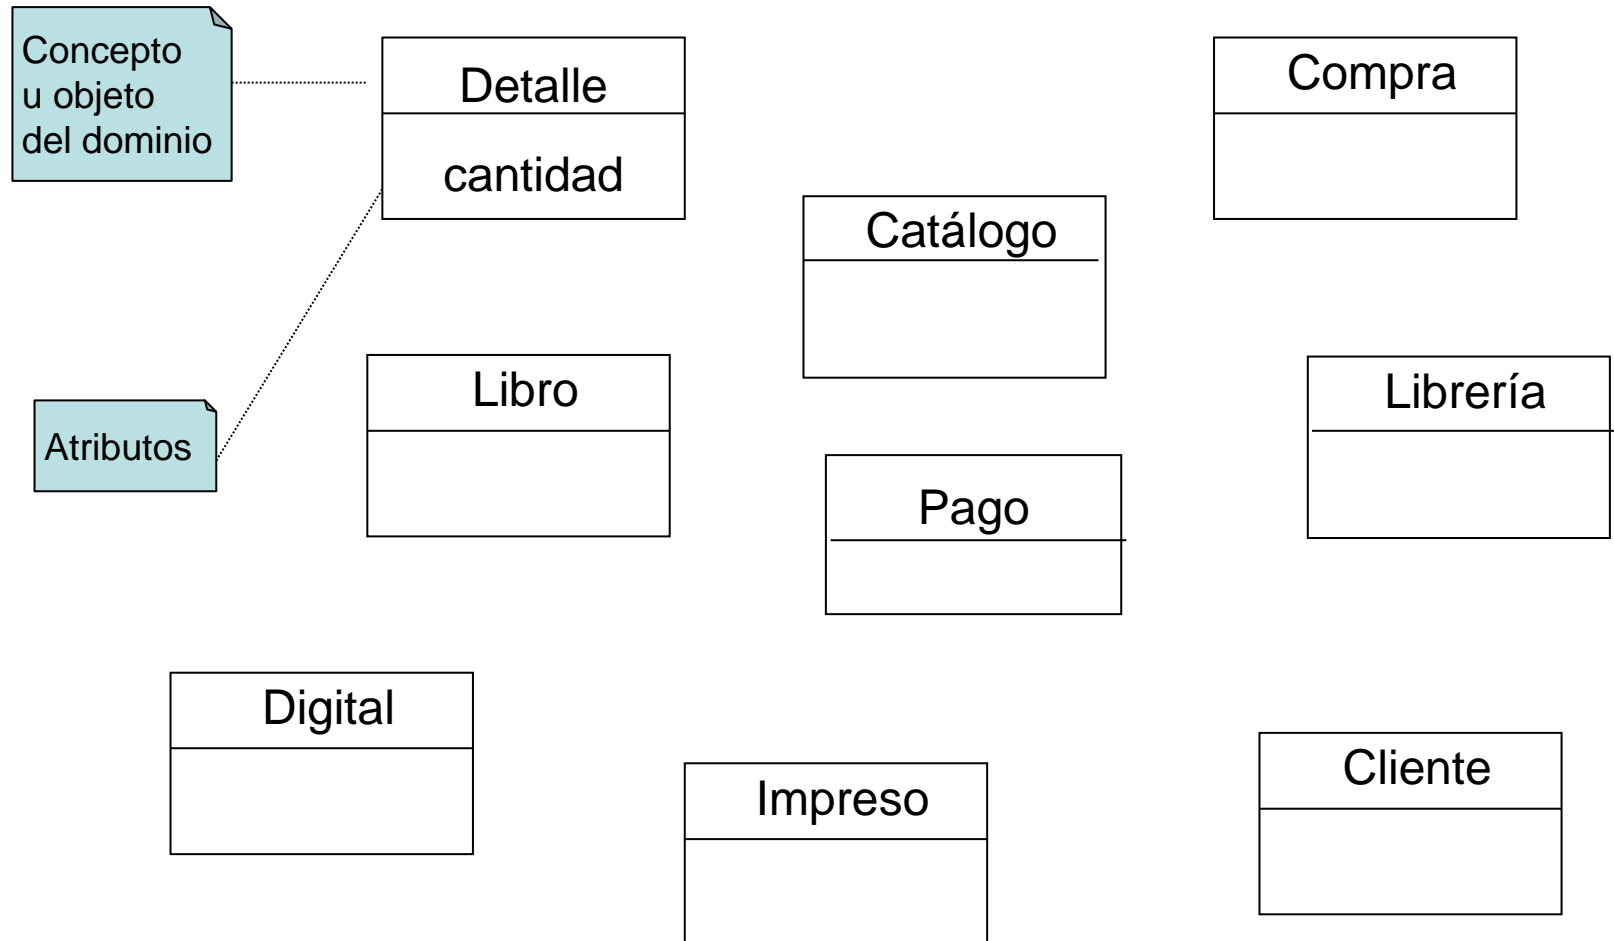 Concepto
u objeto
del dominio
Detalle
cantidad
Compra
Catálogo
Libro
Librería
Atributos
Pago
Digital
Impreso
Cliente